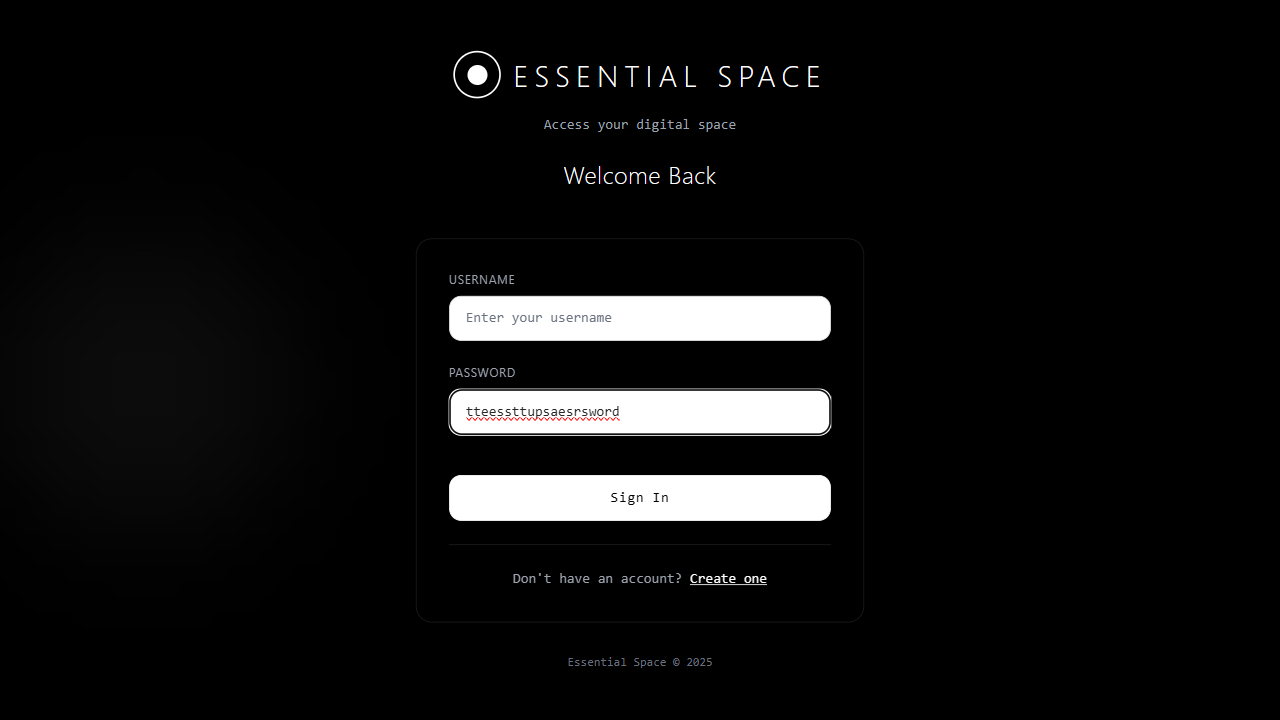 ESSENTIAL SPACE
Access your digital space
Welcome Back
USERNAME
Enter your username
PASSWORD
tteessttupsaesrsword
Sign In
Don't have an account? Create one
Essential Space © 2025